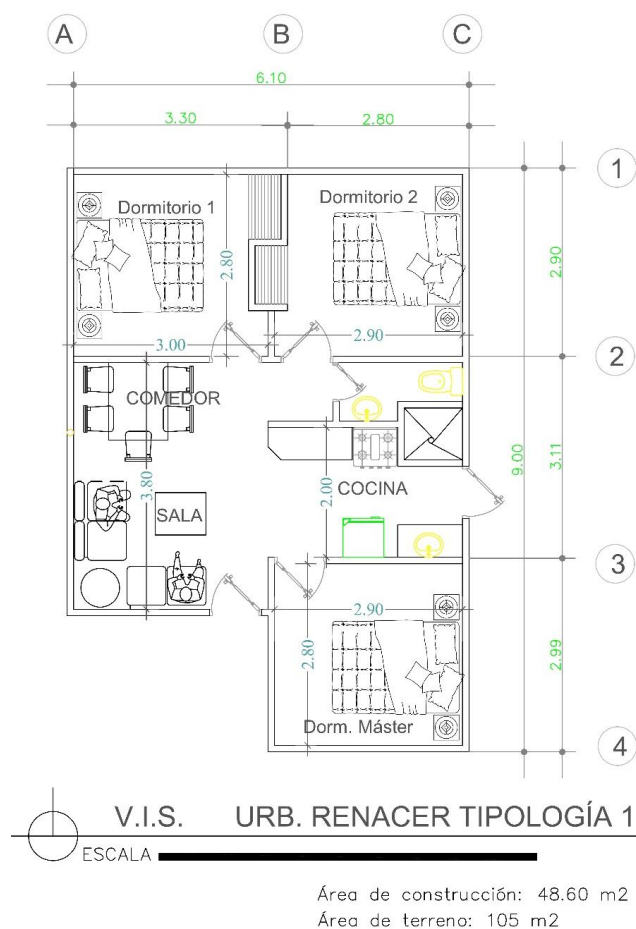 A B C
6.10
3.30 2.80
1
Dormitorio 1 Dormitorio 2
2.80
2.90
3.00 2.90
2
COMEDOR
3.80
2.00
9.00
3.11
COCINA
SALA
3
2.90
2.80
2.99
Dorm. Máster
4
V.I.S. URB. RENACER TIPOLOGÍA 1
ESCALA
Área de construcción: 48.60 m2
Área de terreno: 105 m2